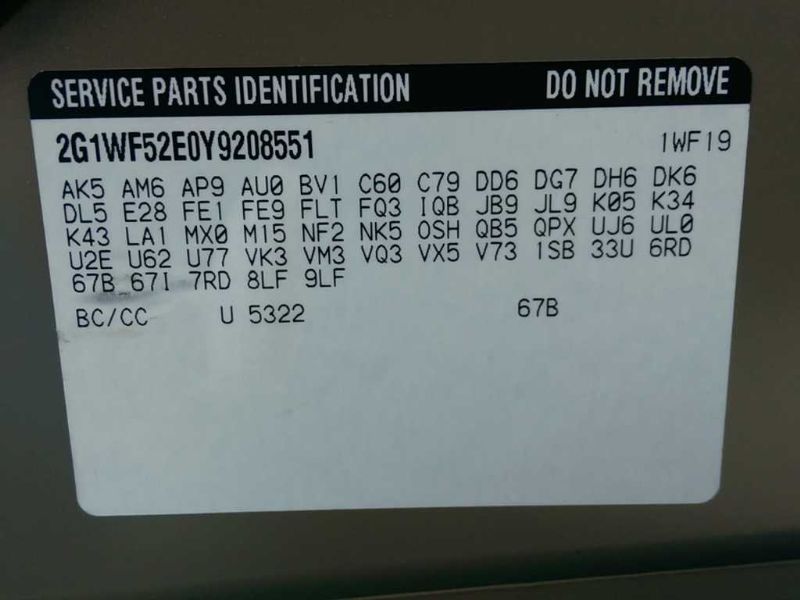 SERVICE PARTS IDENTIFICATION DO NOT REMOVE
2G1WF52E0Y9208551 1WF19
AK5 AM6 AP9 AU0 BV1 C60 C79 DD6 DG7 DH6 DK6
DL5 E28 FE1 FE9 FLT FQ3 IQB JB9 JL9 K05 K34
K43 LA1 MX0 M15 NF2 NK5 OSH QB5 QPX UJ6 UL0
U2E U62 U77 VK3 VM3 VQ3 VX5 V73 1SB 33U 6RD
67B 67I 7RD 8LF 9LF
BC/CC U 5322 67B